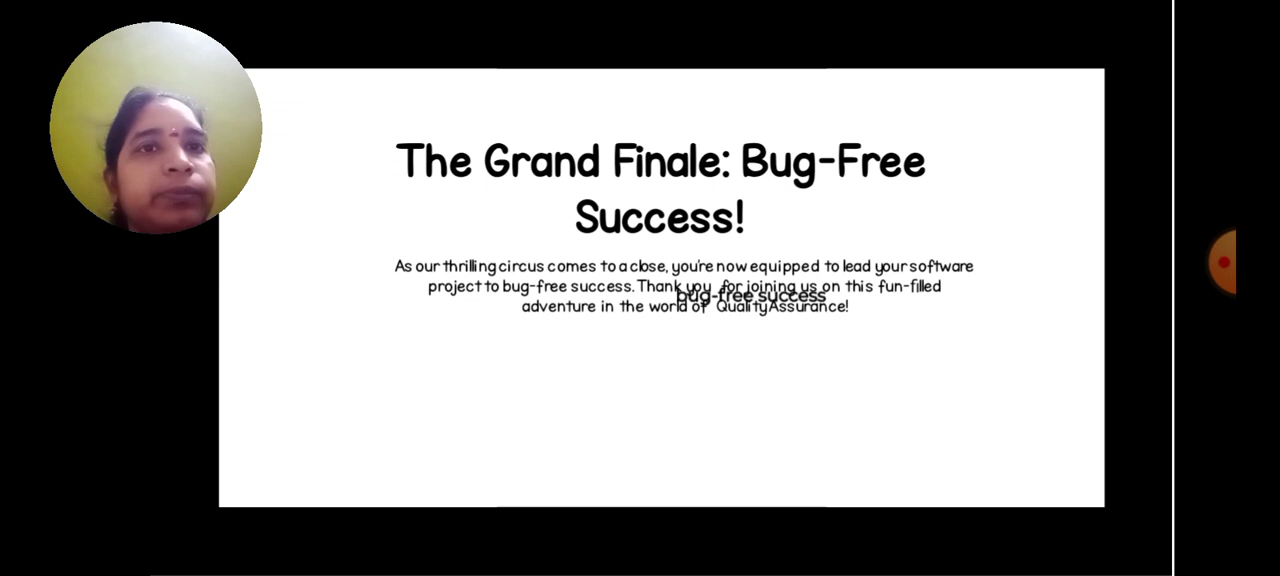 The Grand Finale: Bug-Free
Success!
As our thrilling circus comes to a close, you're now equipped to lead your software
project to bug-free success. Thank you for joining us on this fun-filled
bug-free success
adventure in the world of QualityAssurance!